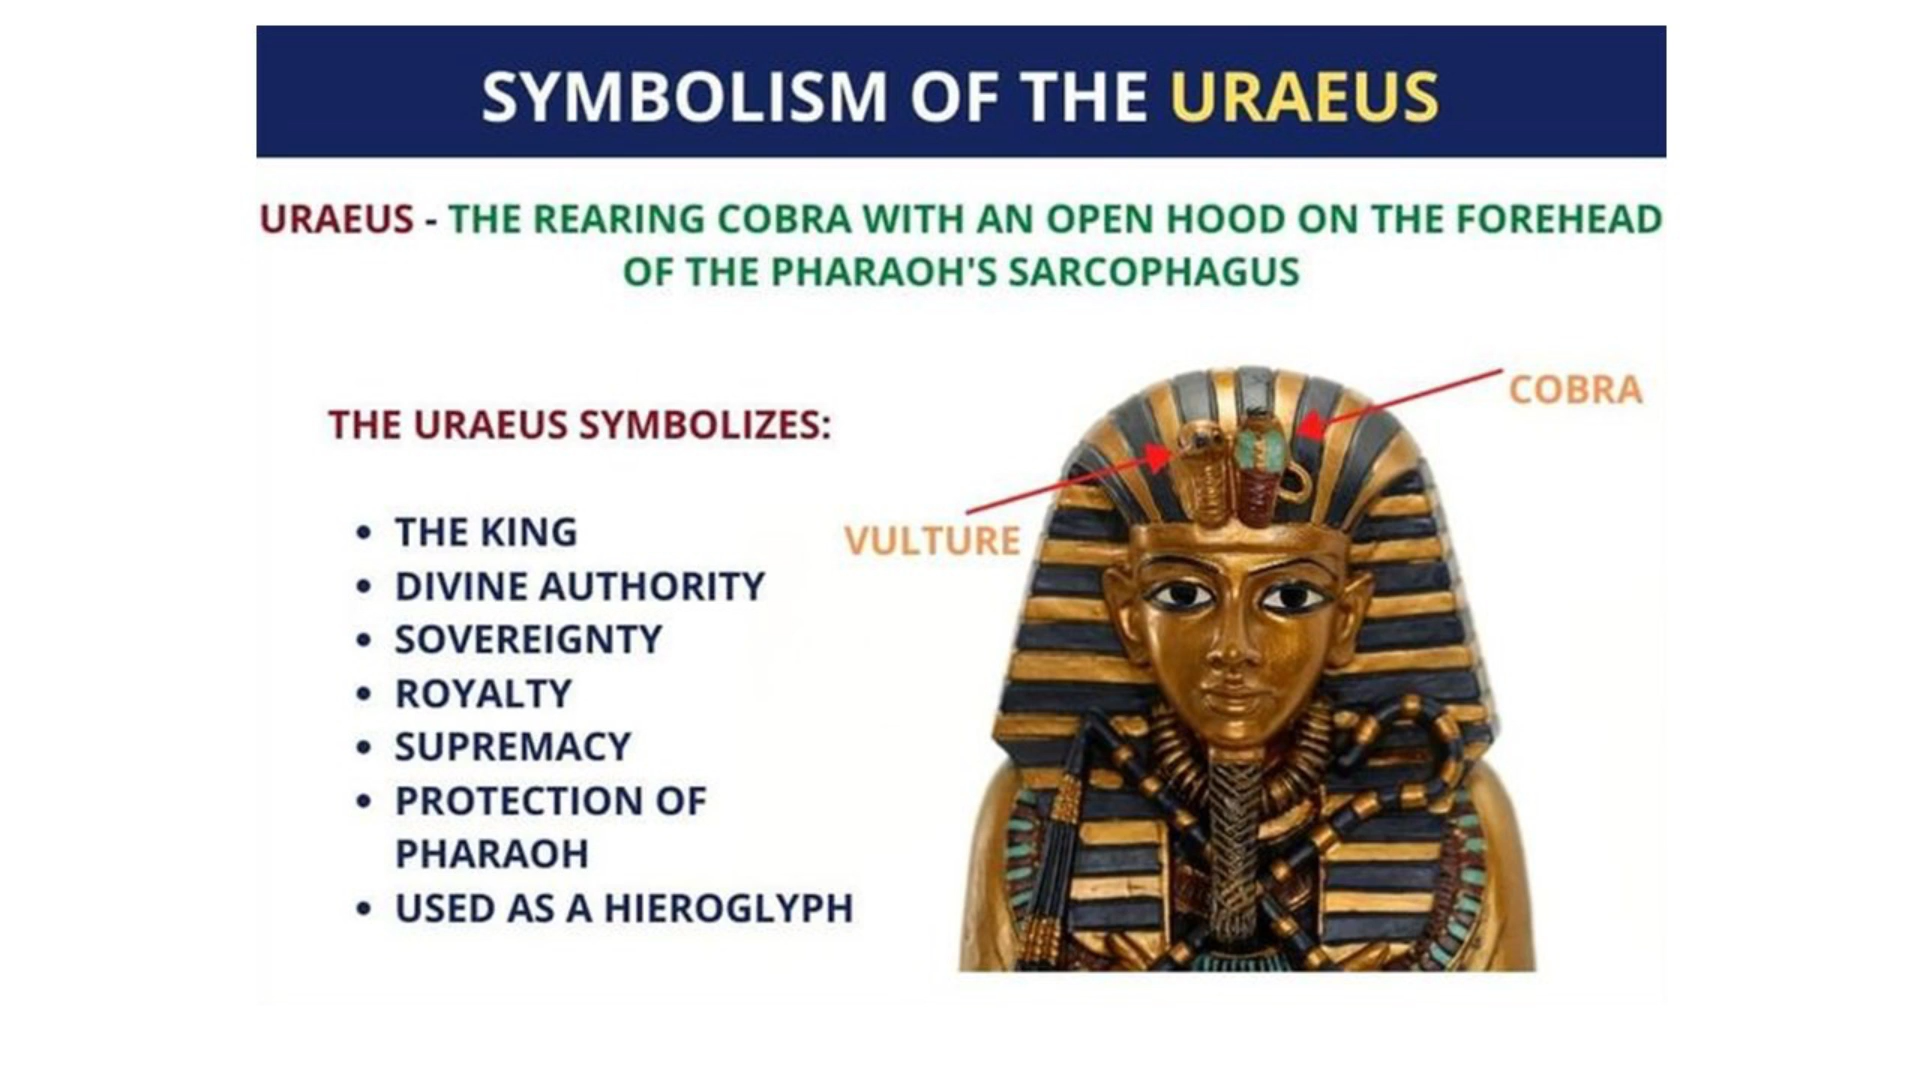 SYMBOLISM OF THE URAEUS
URAEUS - THE REARING COBRA WITH AN OPEN HOOD ON THE FOREHEAD
OF THE PHARAOH'S SARCOPHAGUS
COBRA
THE URAEUS SYMBOLIZES:
VULTURE
• THE KING
• DIVINE AUTHORITY
• SOVEREIGNTY
• ROYALTY
• SUPREMACY
• PROTECTION OF
PHARAOH
• USED AS A HIEROGLYPH